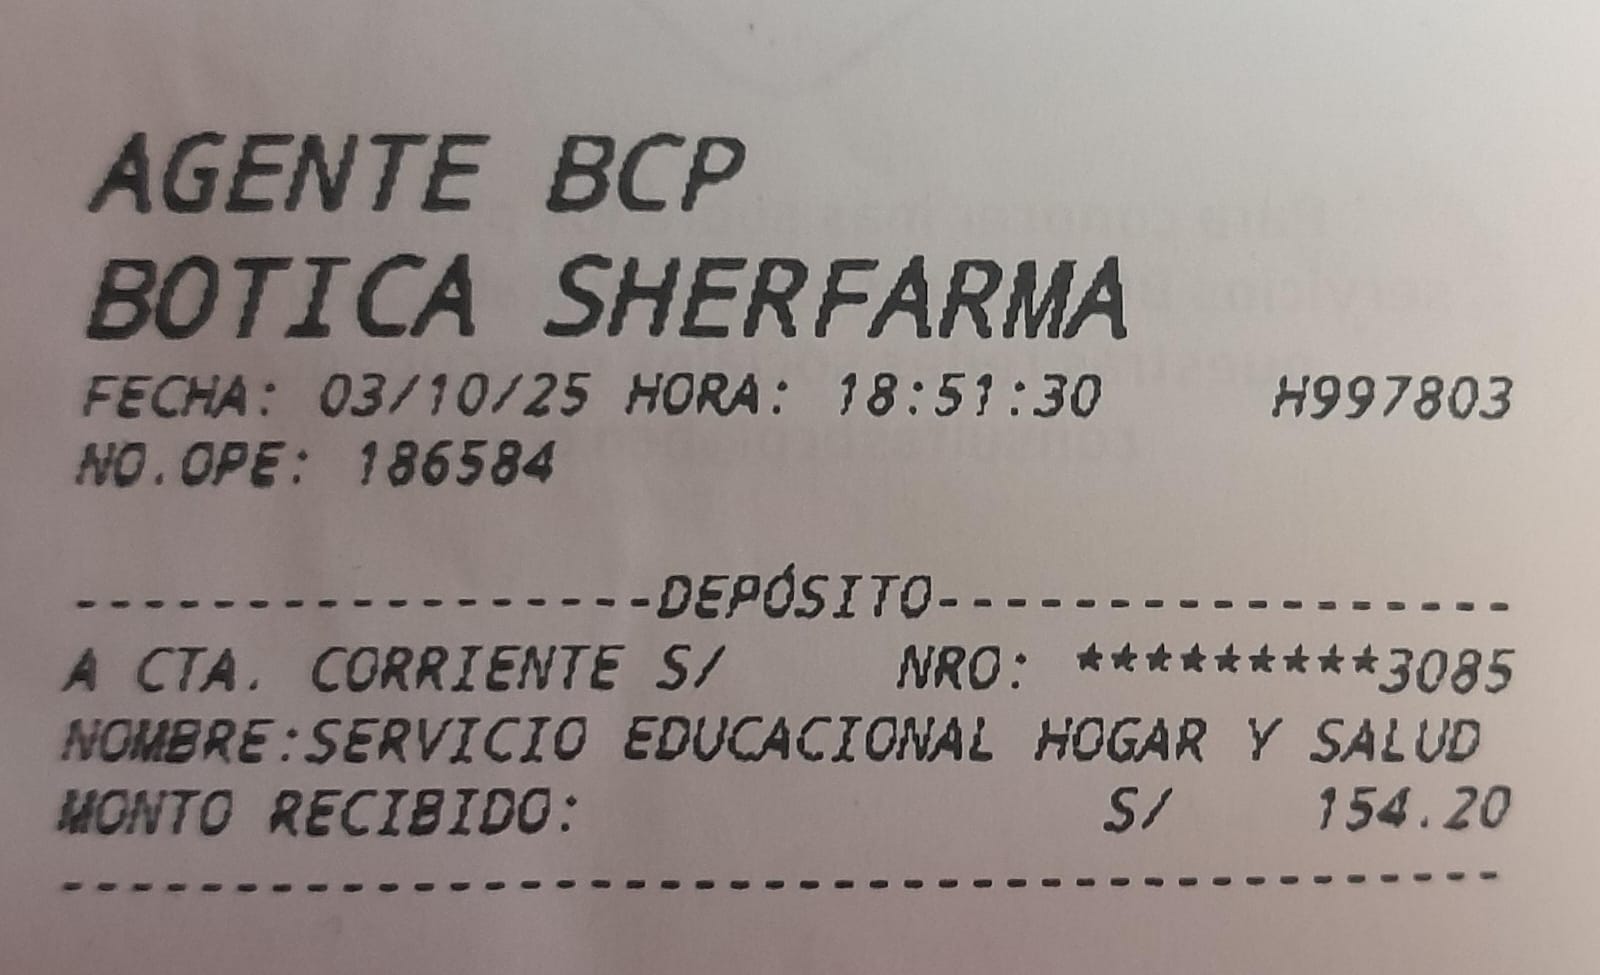 AGENTE BCP
BOTICA SHERFARMA
FECHA: 03/10/25 HORA: 18:51:30 H997803
NO.OPE: 186584
-----------------DEPÓSITO-----------------
A CTA. CORRIENTE S/ NRO: *********3085
NOMBRE:SERVICIO EDUCACIONAL HOGAR Y SALUD
MONTO RECIBIDO: S/ 154.20
------------------------------------------